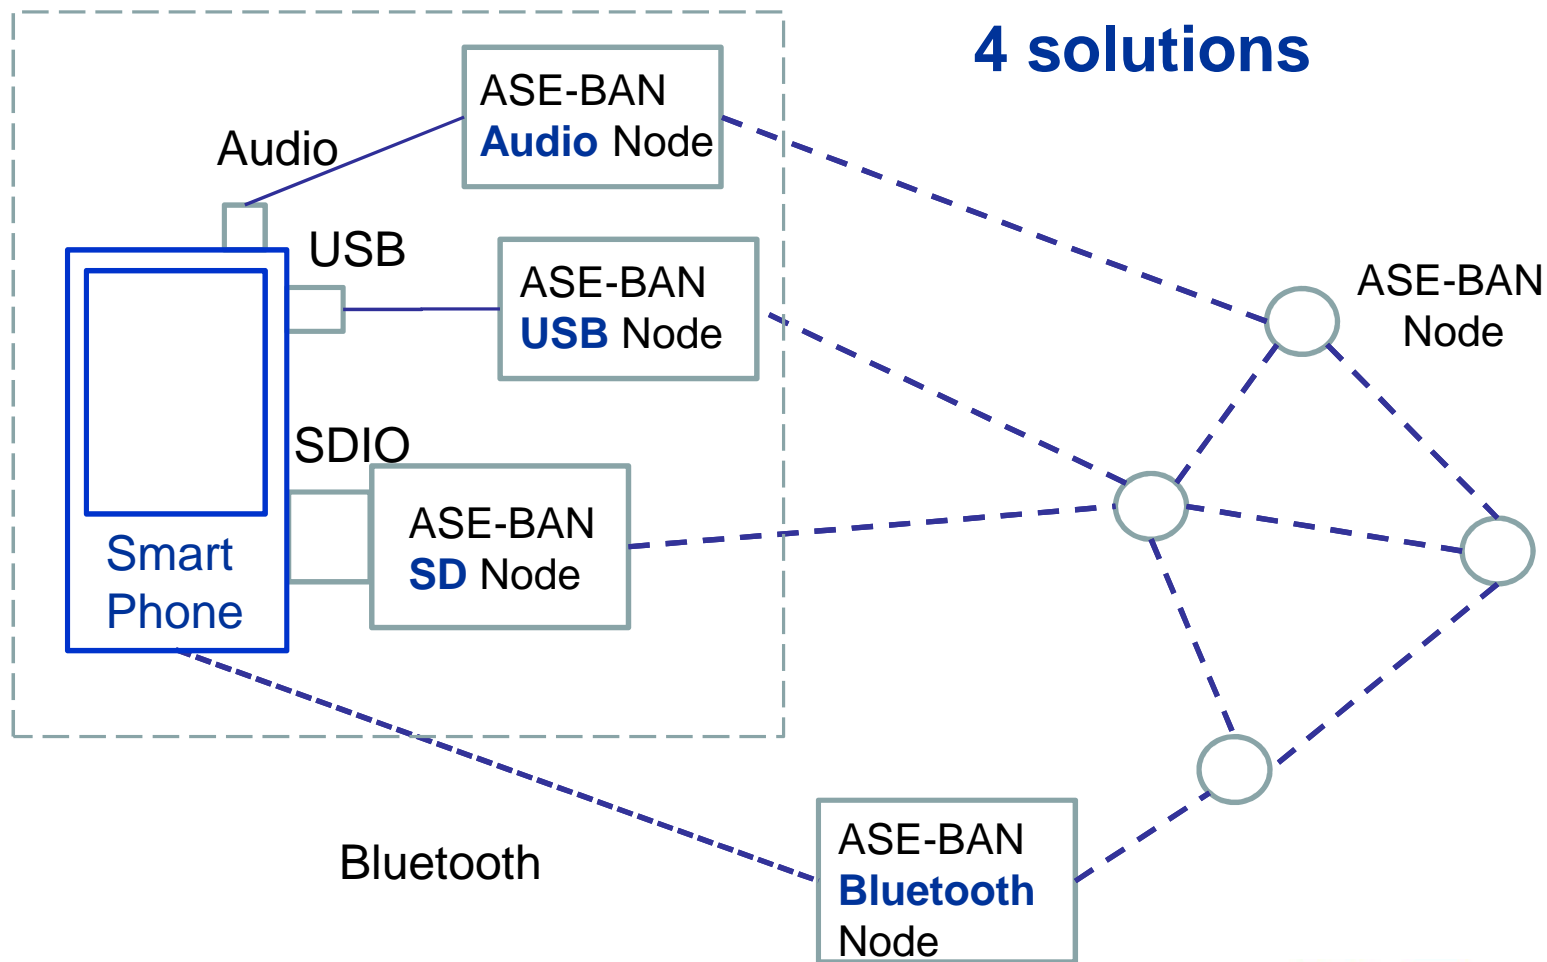 4 solutions
ASE-BAN
Audio Node
Audio
USB
ASE-BAN
USB Node
ASE-BAN
Node
SDIO
ASE-BAN
SD Node
Smart
Phone
Bluetooth
ASE-BAN
Bluetooth
Node